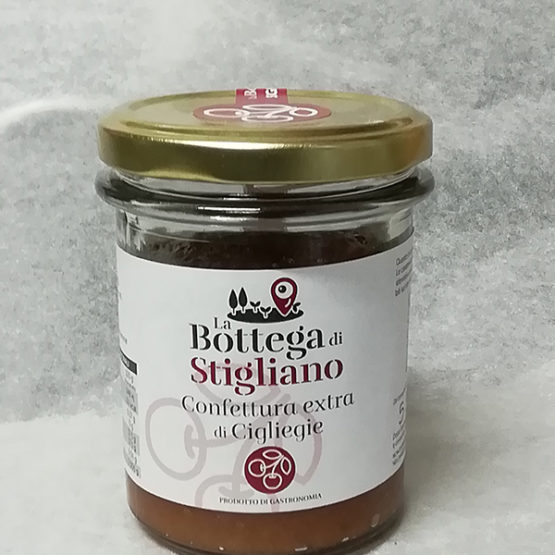 La
Bottega di
Stigliano
Confettura extra
di Cigliegie
PRODOTTO DI GASTRONOMIA